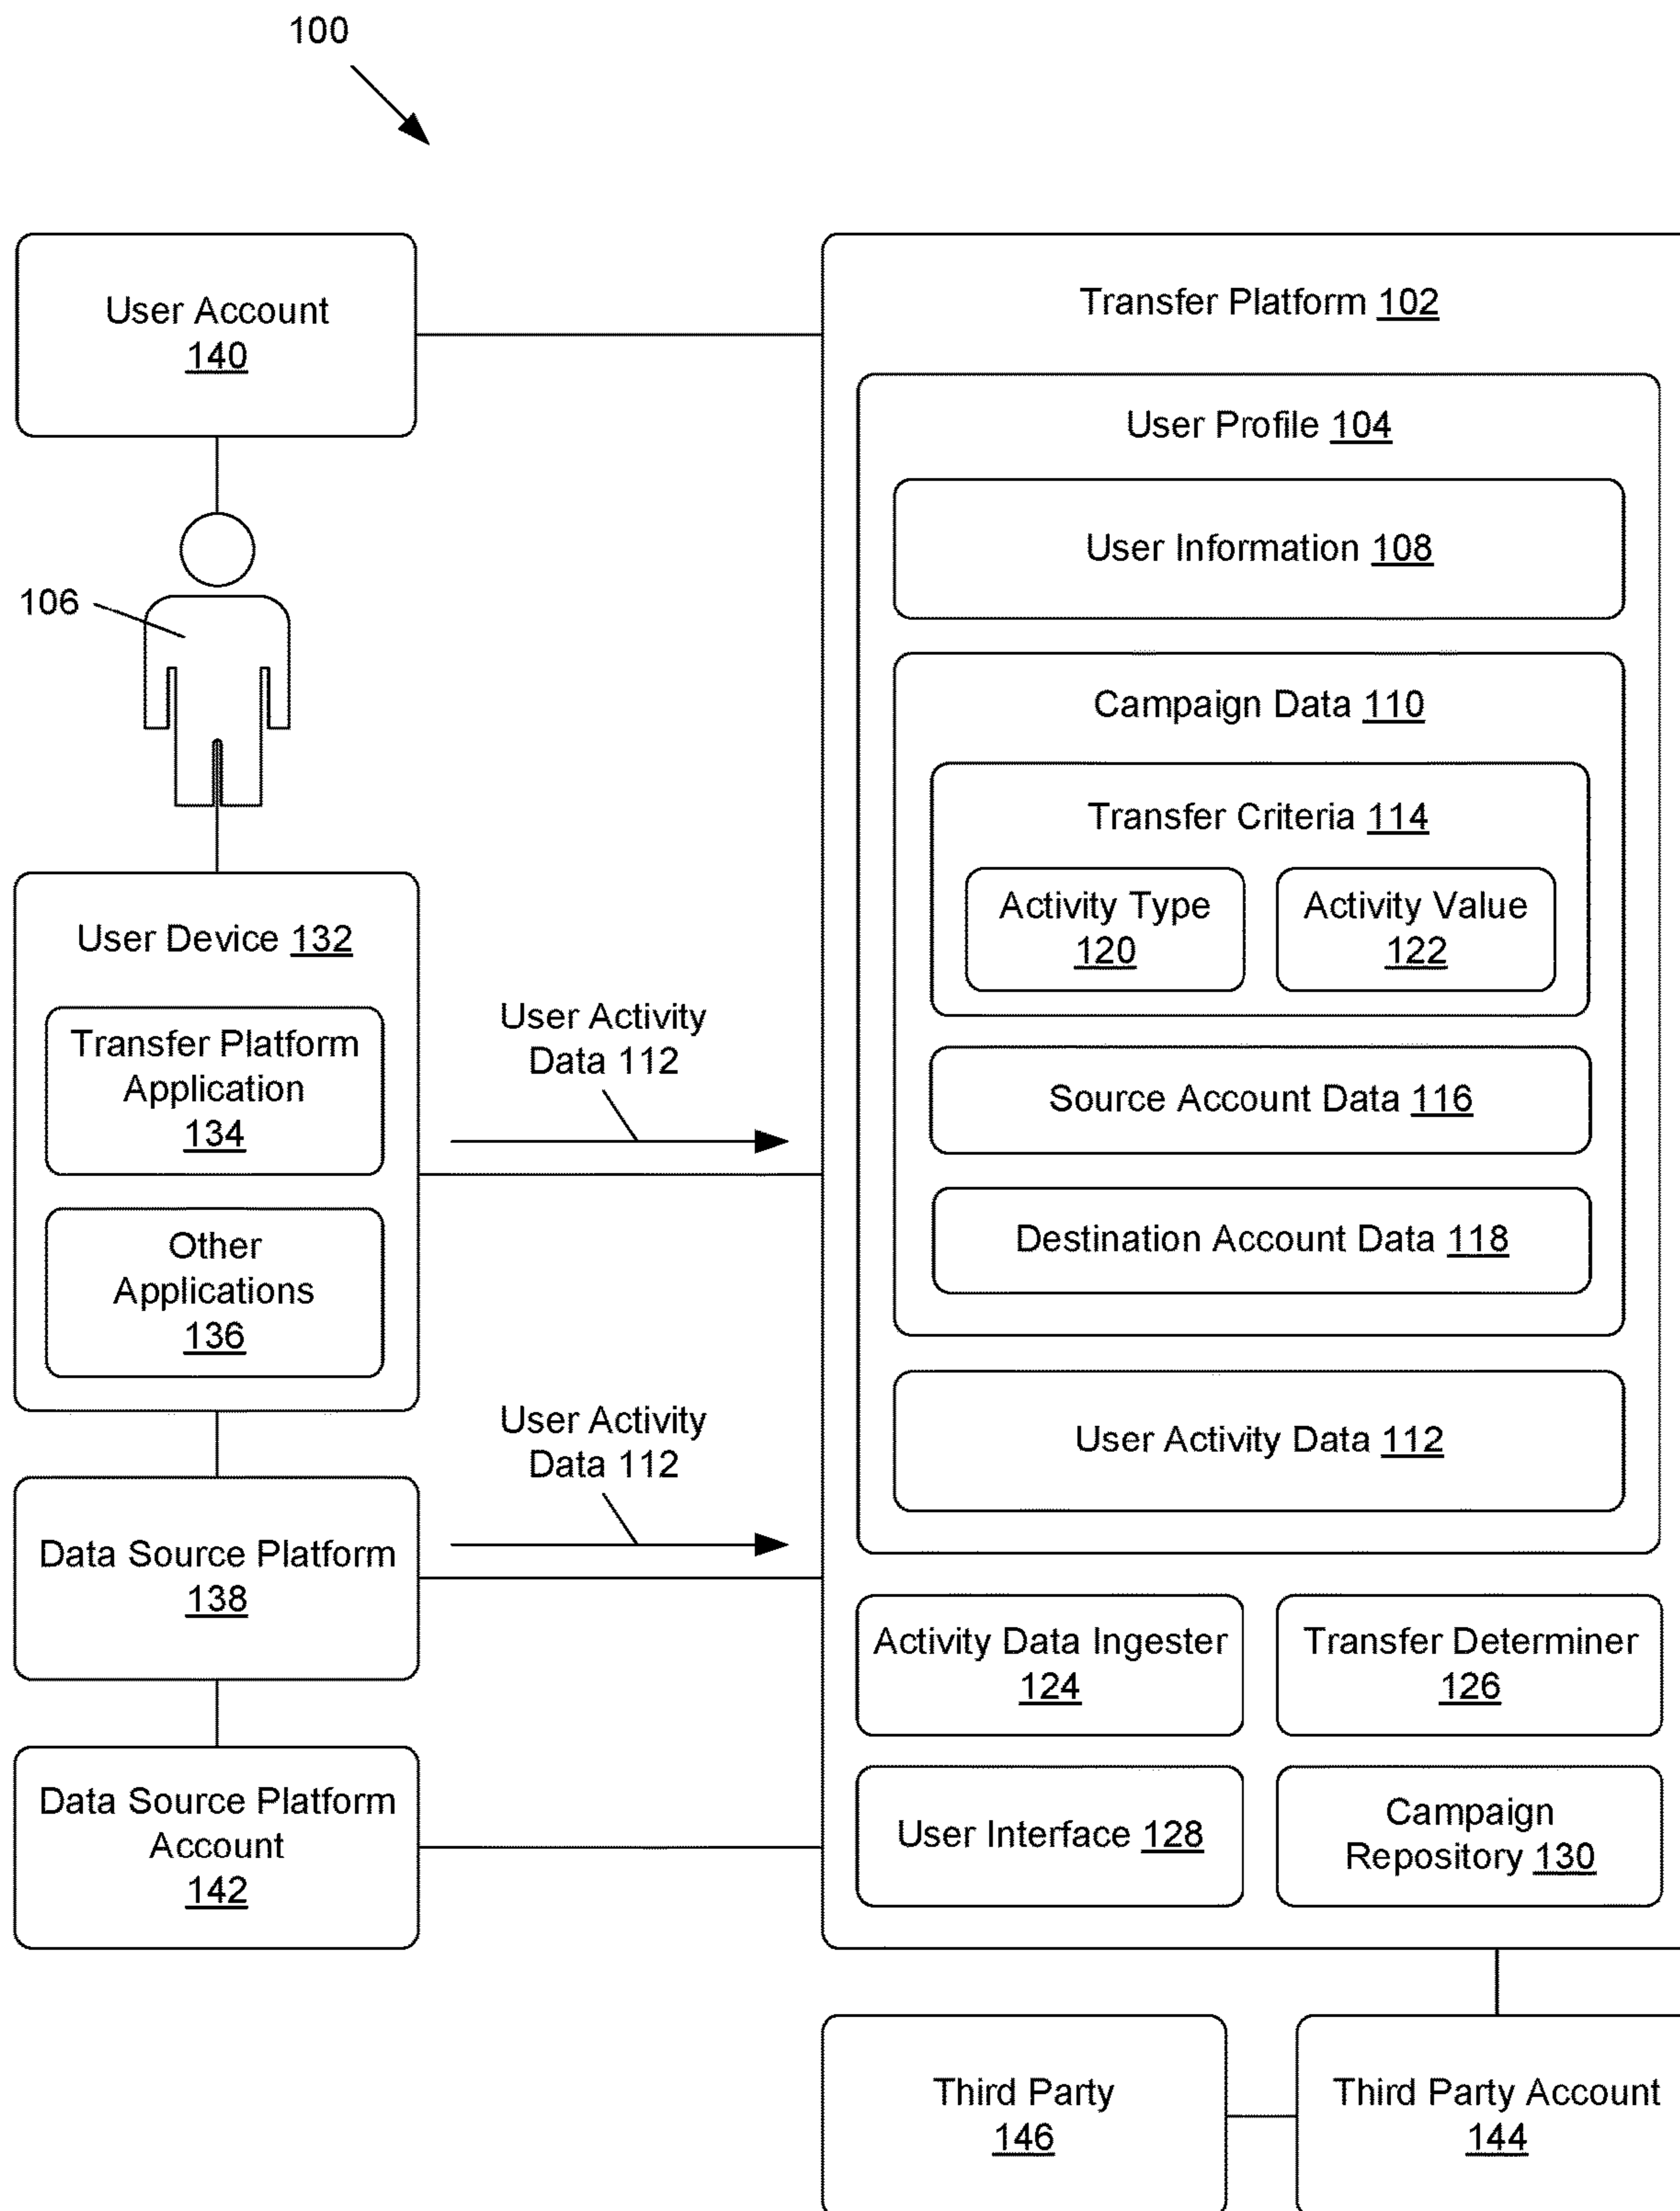 100
User Account
140
106
User Device 132
Transfer Platform
Application
134
Other
Applications
136
Data Source Platform
138
Data Source Platform
Account
142
User Activity
Data 112
User Activity
Data 112
Transfer Platform 102
User Profile 104
User Information 108
Campaign Data 110
Transfer Criteria 114
Activity Type
120
Activity Value
122
Source Account Data 116
Destination Account Data 118
User Activity Data 112
Activity Data Ingester
124
Transfer Determiner
126
User Interface 128
Campaign
Repository 130
Third Party
146
Third Party Account
144